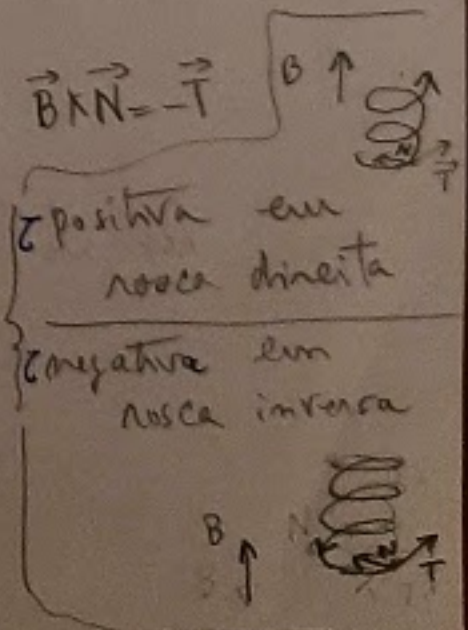 B⃗ × N⃗ = −T⃗
B
N
T⃗
τ positiva em
rosca direita
τ negativa em
rosca inversa
B
N
N
T